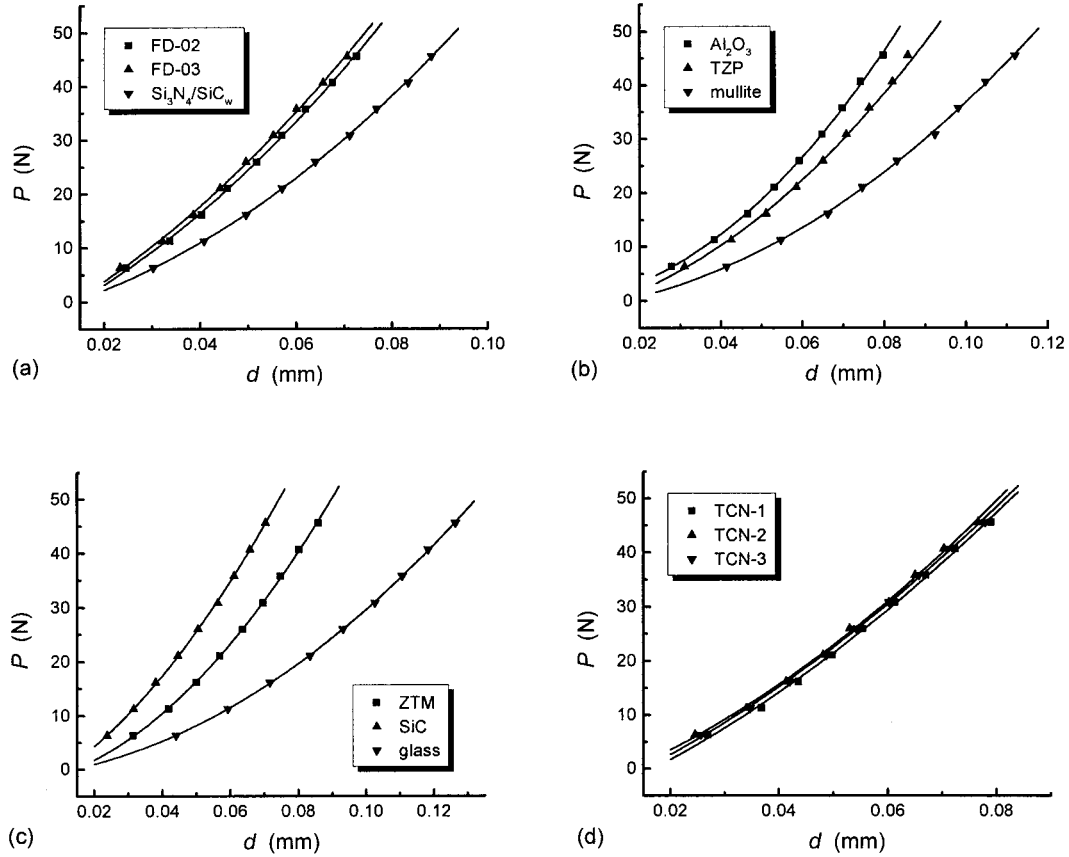 P (N)
50
40
30
20
10
0
FD-02
FD-03
Si₃N₄/SiCw
0.02
0.04
0.06
0.08
0.10
(a)
d (mm)
P (N)
50
40
30
20
10
0
Al₂O₃
TZP
mullite
0.02
0.04
0.06
0.08
0.10
0.12
(b)
d (mm)
P (N)
50
40
30
20
10
0
ZTM
SiC
glass
0.02
0.04
0.06
0.08
0.10
0.12
(c)
d (mm)
P (N)
50
40
30
20
10
0
TCN-1
TCN-2
TCN-3
0.02
0.04
0.06
0.08
(d)
d (mm)